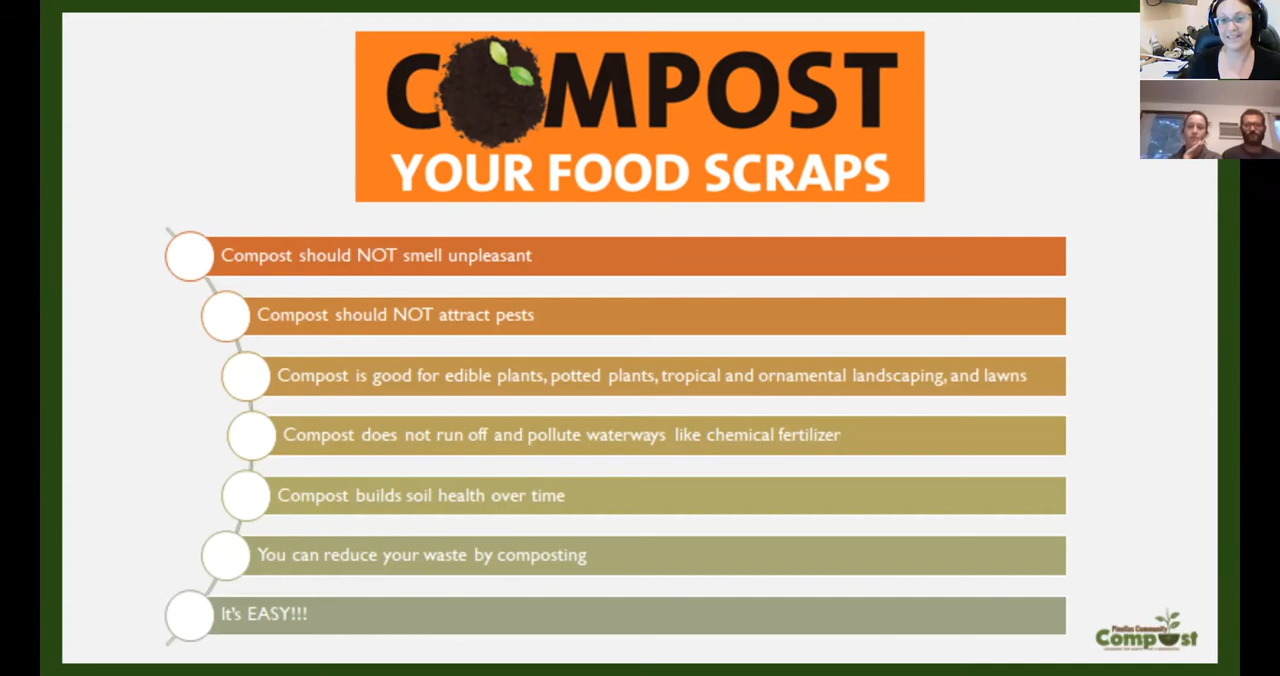 COMPOST
YOUR FOOD SCRAPS
Compost should NOT smell unpleasant
Compost should NOT attract pests
Compost is good for edible plants, potted plants, tropical and ornamental landscaping, and lawns
Compost does not run off and pollute waterways like chemical fertilizer
Compost builds soil health over time
You can reduce your waste by composting
It's EASY!!!
Pinellas Community
Compost